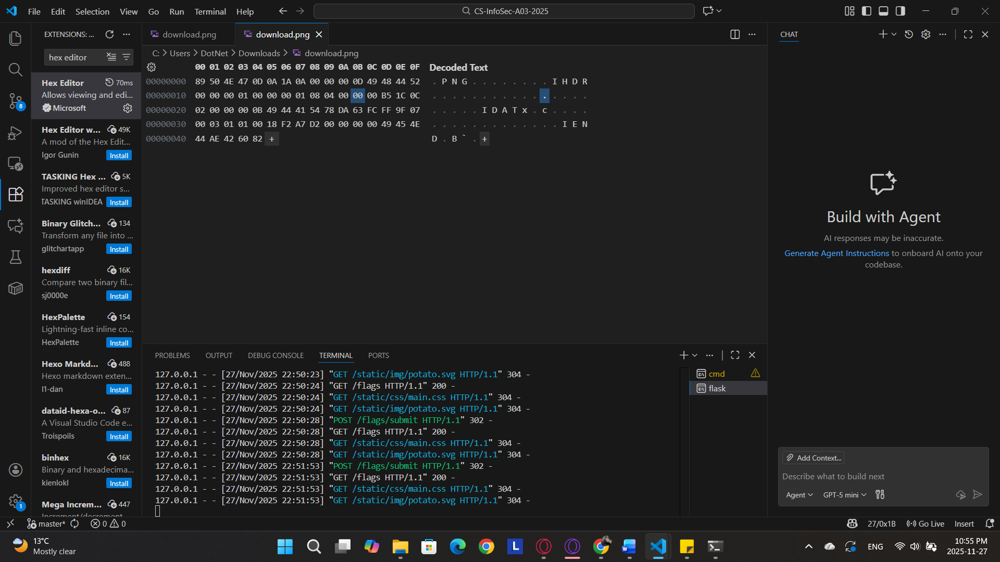 File Edit Selection View Go Run Terminal Help
CS-InfoSec-A03-2025
EXTENSIONS: ...
hex editor
Hex Editor 70ms
Allows viewing and edi...
Microsoft
Hex Editor w... 49K
A mod of the Hex Edit...
Igor Gunin Install
TASKING Hex ... 5K
Improved hex editor s...
TASKING winIDEA Install
Binary Glitch... 134
Transform any file into ...
glitchartapp Install
hexdiff 16K
Compare two binary fil...
sj0000e Install
HexPalette 154
Lightning-fast inline co...
HexPalette Install
Hexo Markd... 488
Hexo markdown exten...
l1-dan Install
dataid-hexa-o... 87
A Visual Studio Code e...
Troispoils Install
binhex 16K
Binary and hexadecima...
kienlokl Install
Mega Increm... 447
Increment/decrement
download.png download.png
C: > Users > DotNet > Downloads > download.png
00 01 02 03 04 05 06 07 08 09 0A 0B 0C 0D 0E 0F Decoded Text
00000000 89 50 4E 47 0D 0A 1A 0A 00 00 00 0D 49 48 44 52 . P N G . . . . . . . . I H D R
00000010 00 00 00 01 00 00 00 01 08 04 00 00 00 B5 1C 0C . . . . . . . . . . . . . . . .
00000020 02 00 00 00 0B 49 44 41 54 78 DA 63 FC FF 9F 07 . . . . . I D A T x . c . . . .
00000030 00 03 01 01 00 18 F2 A7 D2 00 00 00 00 49 45 4E . . . . . . . . . . . . . I E N
00000040 44 AE 42 60 82 + D . B ` . +
PROBLEMS OUTPUT DEBUG CONSOLE TERMINAL PORTS
127.0.0.1 - - [27/Nov/2025 22:50:23] "GET /static/img/potato.svg HTTP/1.1" 304 -
127.0.0.1 - - [27/Nov/2025 22:50:24] "GET /flags HTTP/1.1" 200 -
127.0.0.1 - - [27/Nov/2025 22:50:24] "GET /static/css/main.css HTTP/1.1" 304 -
127.0.0.1 - - [27/Nov/2025 22:50:24] "GET /static/img/potato.svg HTTP/1.1" 304 -
127.0.0.1 - - [27/Nov/2025 22:50:28] "POST /flags/submit HTTP/1.1" 302 -
127.0.0.1 - - [27/Nov/2025 22:50:28] "GET /flags HTTP/1.1" 200 -
127.0.0.1 - - [27/Nov/2025 22:50:28] "GET /static/css/main.css HTTP/1.1" 304 -
127.0.0.1 - - [27/Nov/2025 22:50:28] "GET /static/img/potato.svg HTTP/1.1" 304 -
127.0.0.1 - - [27/Nov/2025 22:51:53] "POST /flags/submit HTTP/1.1" 302 -
127.0.0.1 - - [27/Nov/2025 22:51:53] "GET /flags HTTP/1.1" 200 -
127.0.0.1 - - [27/Nov/2025 22:51:53] "GET /static/css/main.css HTTP/1.1" 304 -
127.0.0.1 - - [27/Nov/2025 22:51:53] "GET /static/img/potato.svg HTTP/1.1" 304 -
cmd
flask
CHAT
Build with Agent
AI responses may be inaccurate.
Generate Agent Instructions to onboard AI onto your
codebase.
Add Context...
Describe what to build next
Agent GPT-5 mini
8
1
master* 0 0
27/0x1B Go Live Insert
13°C
Mostly clear
L
ENG
10:55 PM
2025-11-27